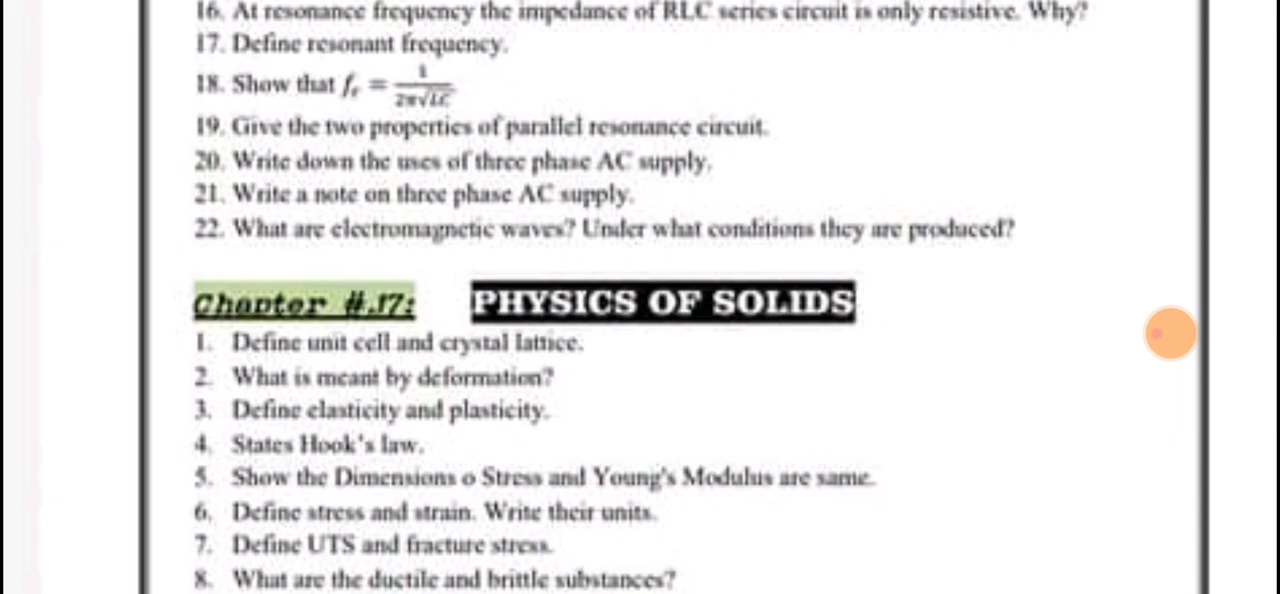 16. At resonance frequency the impedance of RLC series circuit is only resistive. Why?
17. Define resonant frequency.
18. Show that fᵣ = 1/2π√LC
19. Give the two properties of parallel resonance circuit.
20. Write down the uses of three phase AC supply.
21. Write a note on three phase AC supply.
22. What are electromagnetic waves? Under what conditions they are produced?
Chapter #.17: PHYSICS OF SOLIDS
1. Define unit cell and crystal lattice.
2. What is meant by deformation?
3. Define elasticity and plasticity.
4. States Hook's law.
5. Show the Dimensions o Stress and Young's Modulus are same.
6. Define stress and strain. Write their units.
7. Define UTS and fracture stress.
8. What are the ductile and brittle substances?